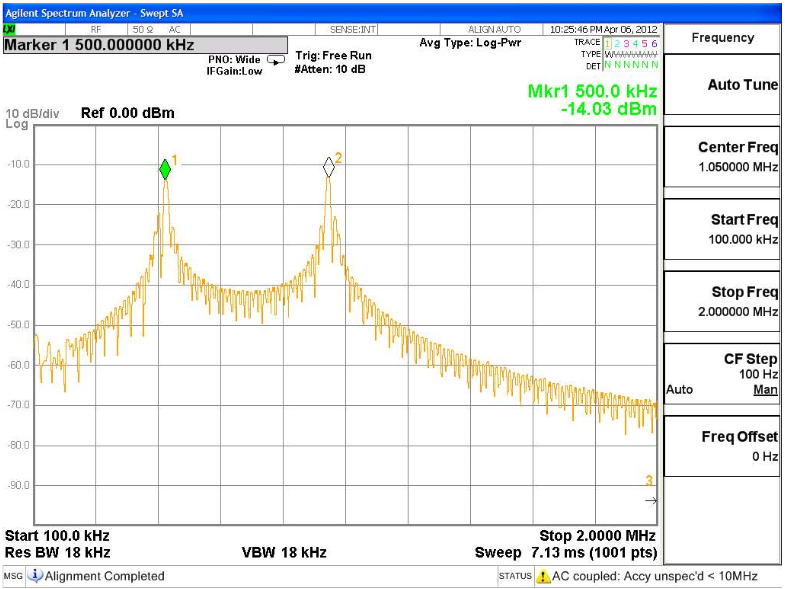 Agilent Spectrum Analyzer - Swept SA
LXI RF 50 Ω AC SENSE:INT ALIGN AUTO 10:25:46 PM Apr 06, 2012
Marker 1 500.000000 kHz
PNO: Wide
IFGain:Low
Trig: Free Run
#Atten: 10 dB
Avg Type: Log-Pwr
TRACE 1 2 3 4 5 6
TYPE WWWWWW
DET N N N N N N
Mkr1 500.0 kHz
-14.03 dBm
10 dB/div Ref 0.00 dBm
Log
-10.0
-20.0
-30.0
-40.0
-50.0
-60.0
-70.0
-80.0
-90.0
1
2
3
Start 100.0 kHz
Stop 2.0000 MHz
Res BW 18 kHz
VBW 18 kHz
Sweep 7.13 ms (1001 pts)
MSG Alignment Completed
STATUS AC coupled: Accy unspec'd < 10MHz
Frequency
Auto Tune
Center Freq
1.050000 MHz
Start Freq
100.000 kHz
Stop Freq
2.000000 MHz
CF Step
100 Hz
Auto Man
Freq Offset
0 Hz